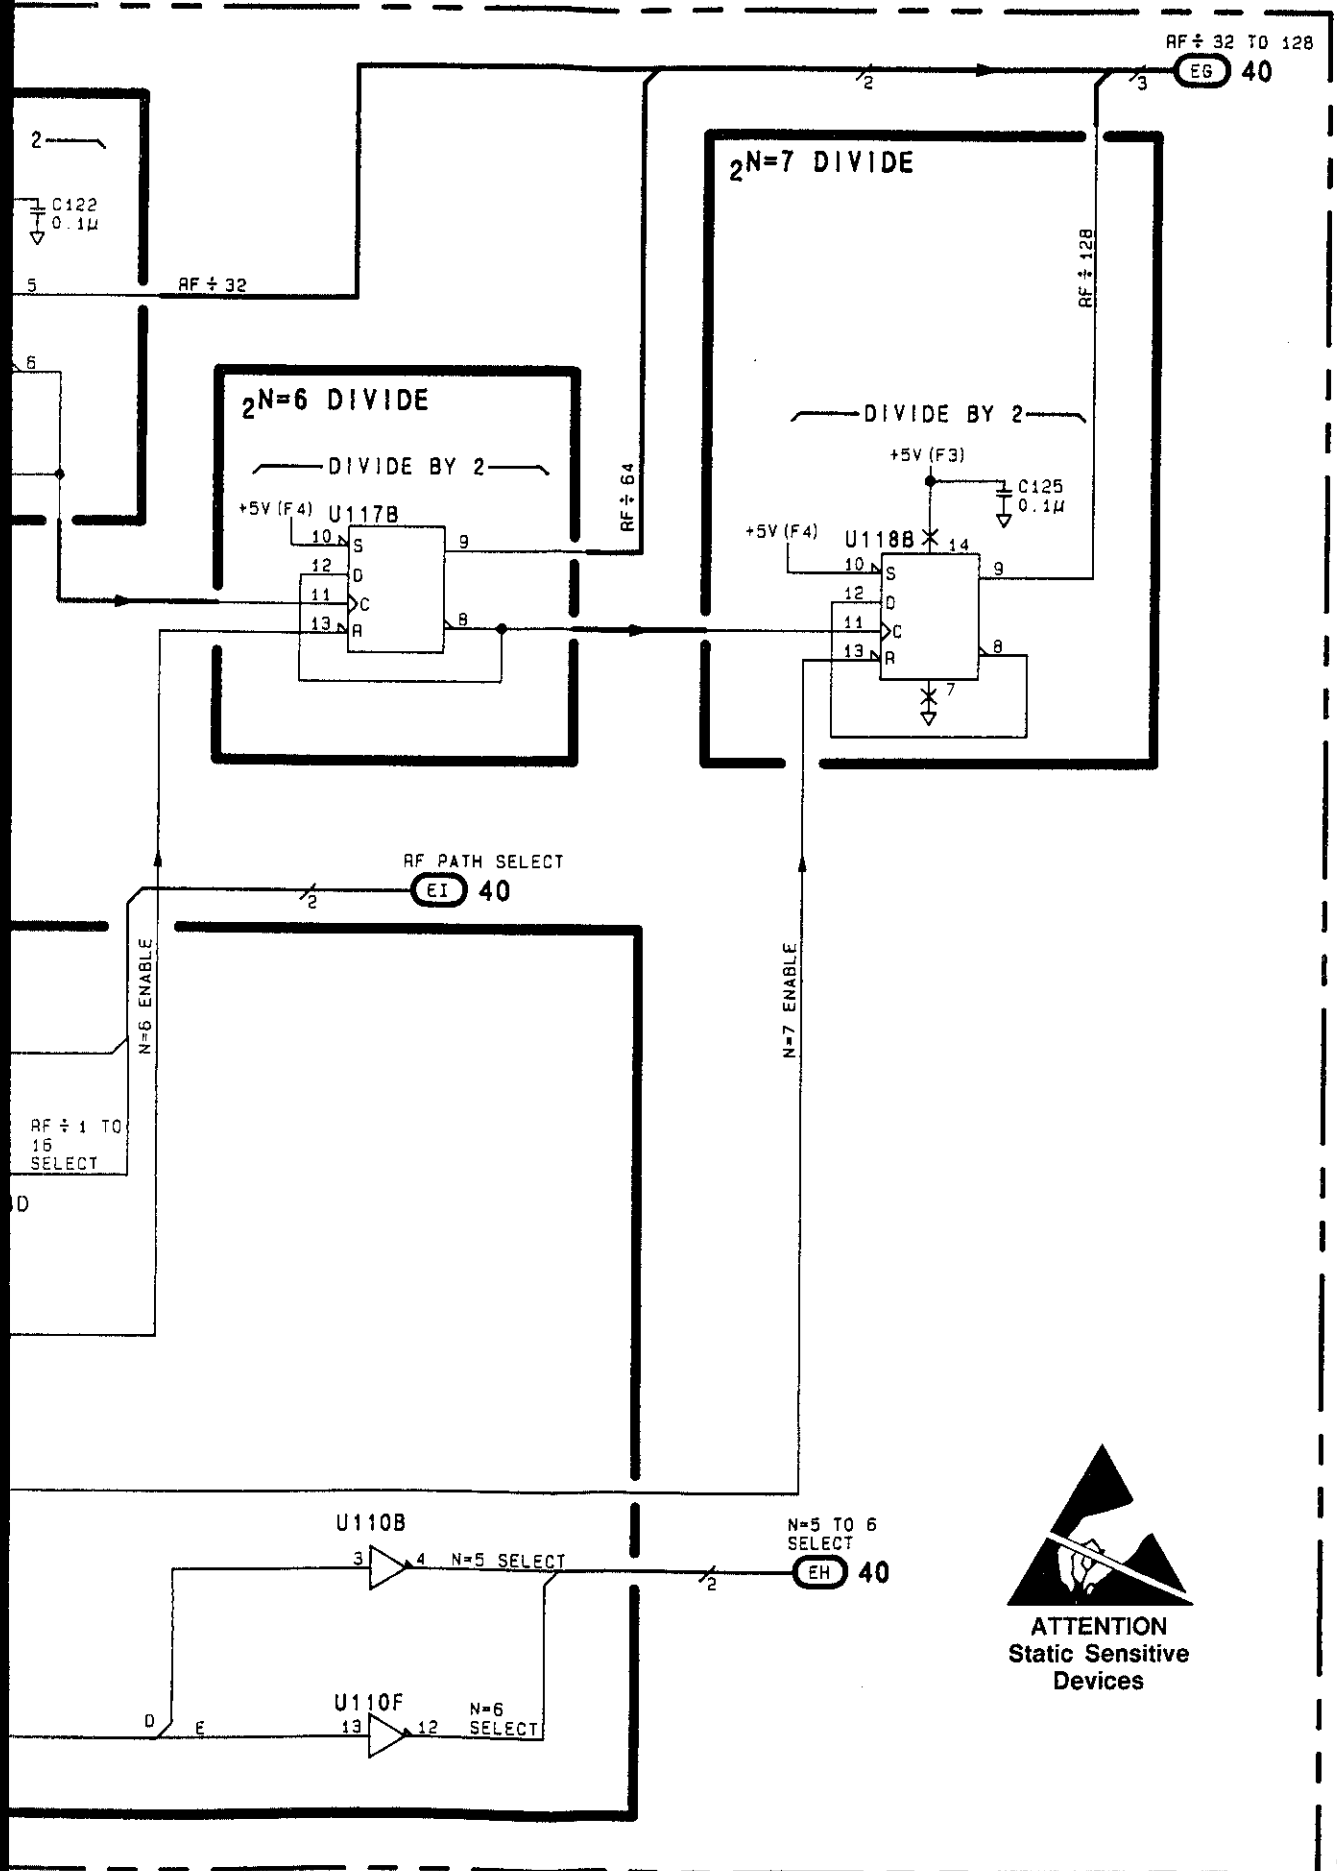 RF ÷ 32 TO 128
EG 40
2
3
2
C122
0.1µ
5
RF ÷ 32
6
2N=7 DIVIDE
RF ÷ 128
2N=6 DIVIDE
DIVIDE BY 2
+5V (F4)
U117B
10
S
12
D
11
C
13
R
9
8
RF ÷ 64
DIVIDE BY 2
+5V (F3)
C125
0.1µ
+5V (F4)
U118B
14
10
S
12
D
11
C
13
R
9
8
7
RF PATH SELECT
EI 40
2
N=6 ENABLE
N=7 ENABLE
RF ÷ 1 TO
16
SELECT
D
U110B
3
4
N=5 SELECT
N=5 TO 6
SELECT
EH 40
2
D
E
U110F
13
12
N=6
SELECT
ATTENTION
Static Sensitive
Devices